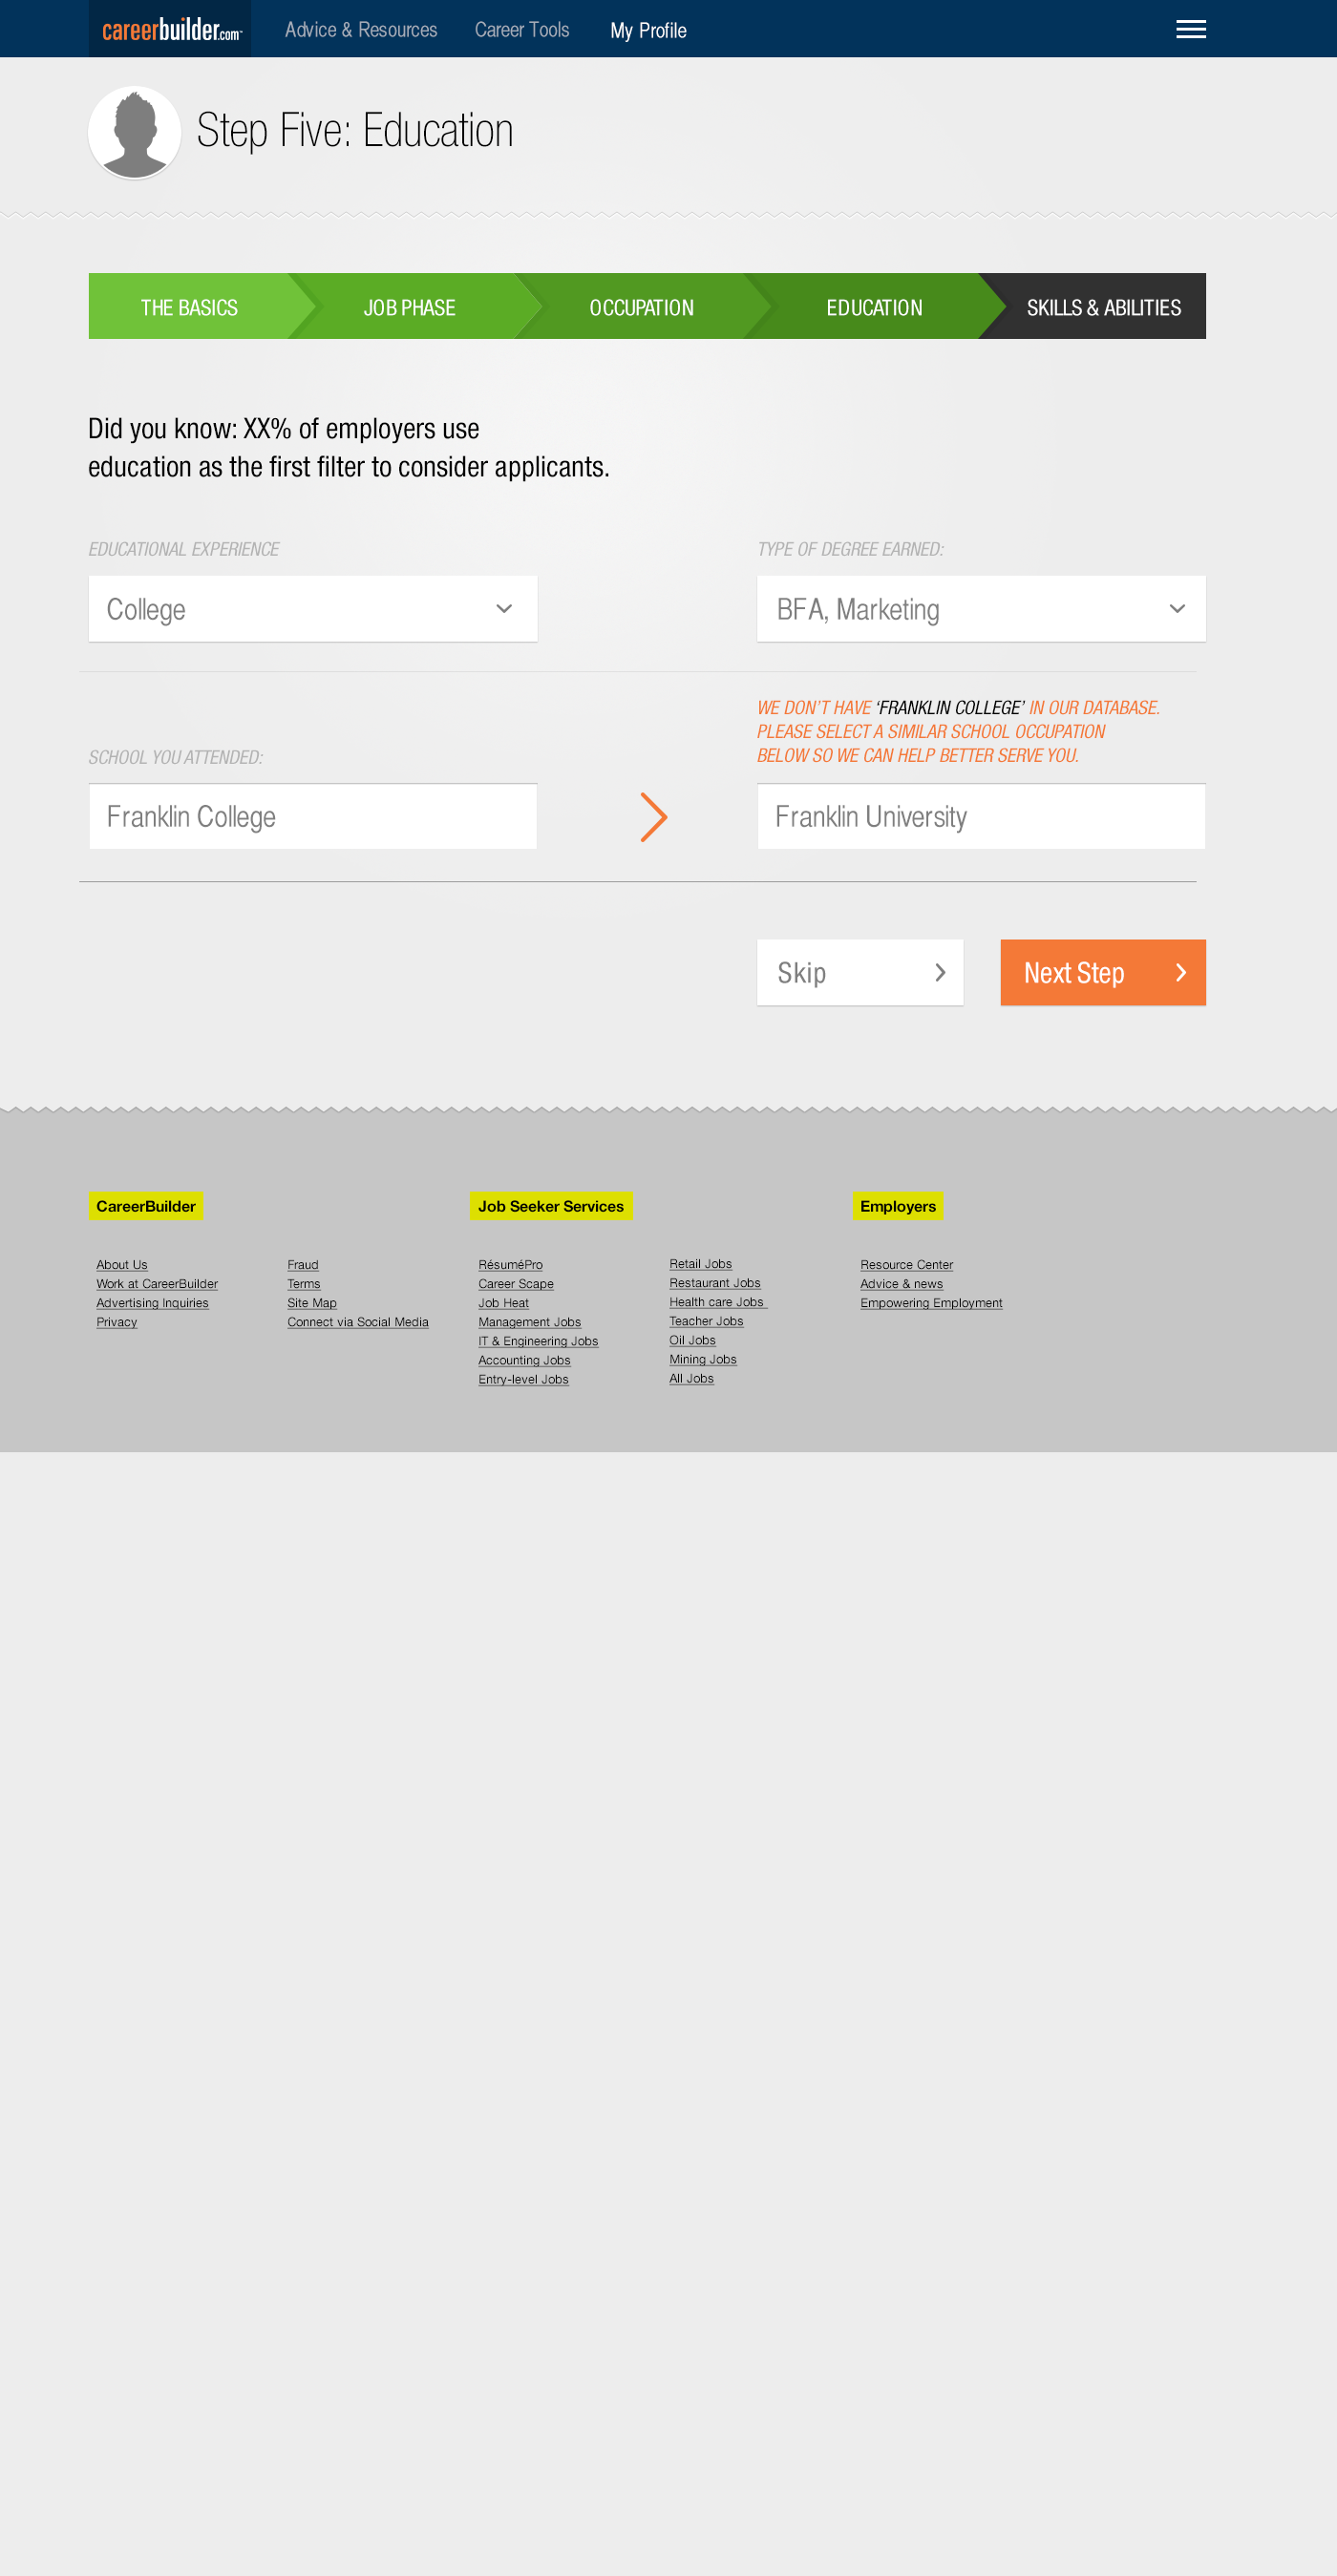 careerbuilder.com
Advice & Resources
Career Tools
My Profile
Step Five: Education
THE BASICS
JOB PHASE
OCCUPATION
EDUCATION
SKILLS & ABILITIES
Did you know: XX% of employers use
education as the first filter to consider applicants.
EDUCATIONAL EXPERIENCE
College
TYPE OF DEGREE EARNED:
BFA, Marketing
SCHOOL YOU ATTENDED:
Franklin College
WE DON’T HAVE ‘FRANKLIN COLLEGE’ IN OUR DATABASE.
PLEASE SELECT A SIMILAR SCHOOL OCCUPATION
BELOW SO WE CAN HELP BETTER SERVE YOU.
Franklin University
Skip
Next Step
CareerBuilder
About Us
Work at CareerBuilder
Advertising Inquiries
Privacy
Fraud
Terms
Site Map
Connect via Social Media
Job Seeker Services
RésuméPro
Career Scape
Job Heat
Management Jobs
IT & Engineering Jobs
Accounting Jobs
Entry-level Jobs
Retail Jobs
Restaurant Jobs
Health care Jobs
Teacher Jobs
Oil Jobs
Mining Jobs
All Jobs
Employers
Resource Center
Advice & news
Empowering Employment